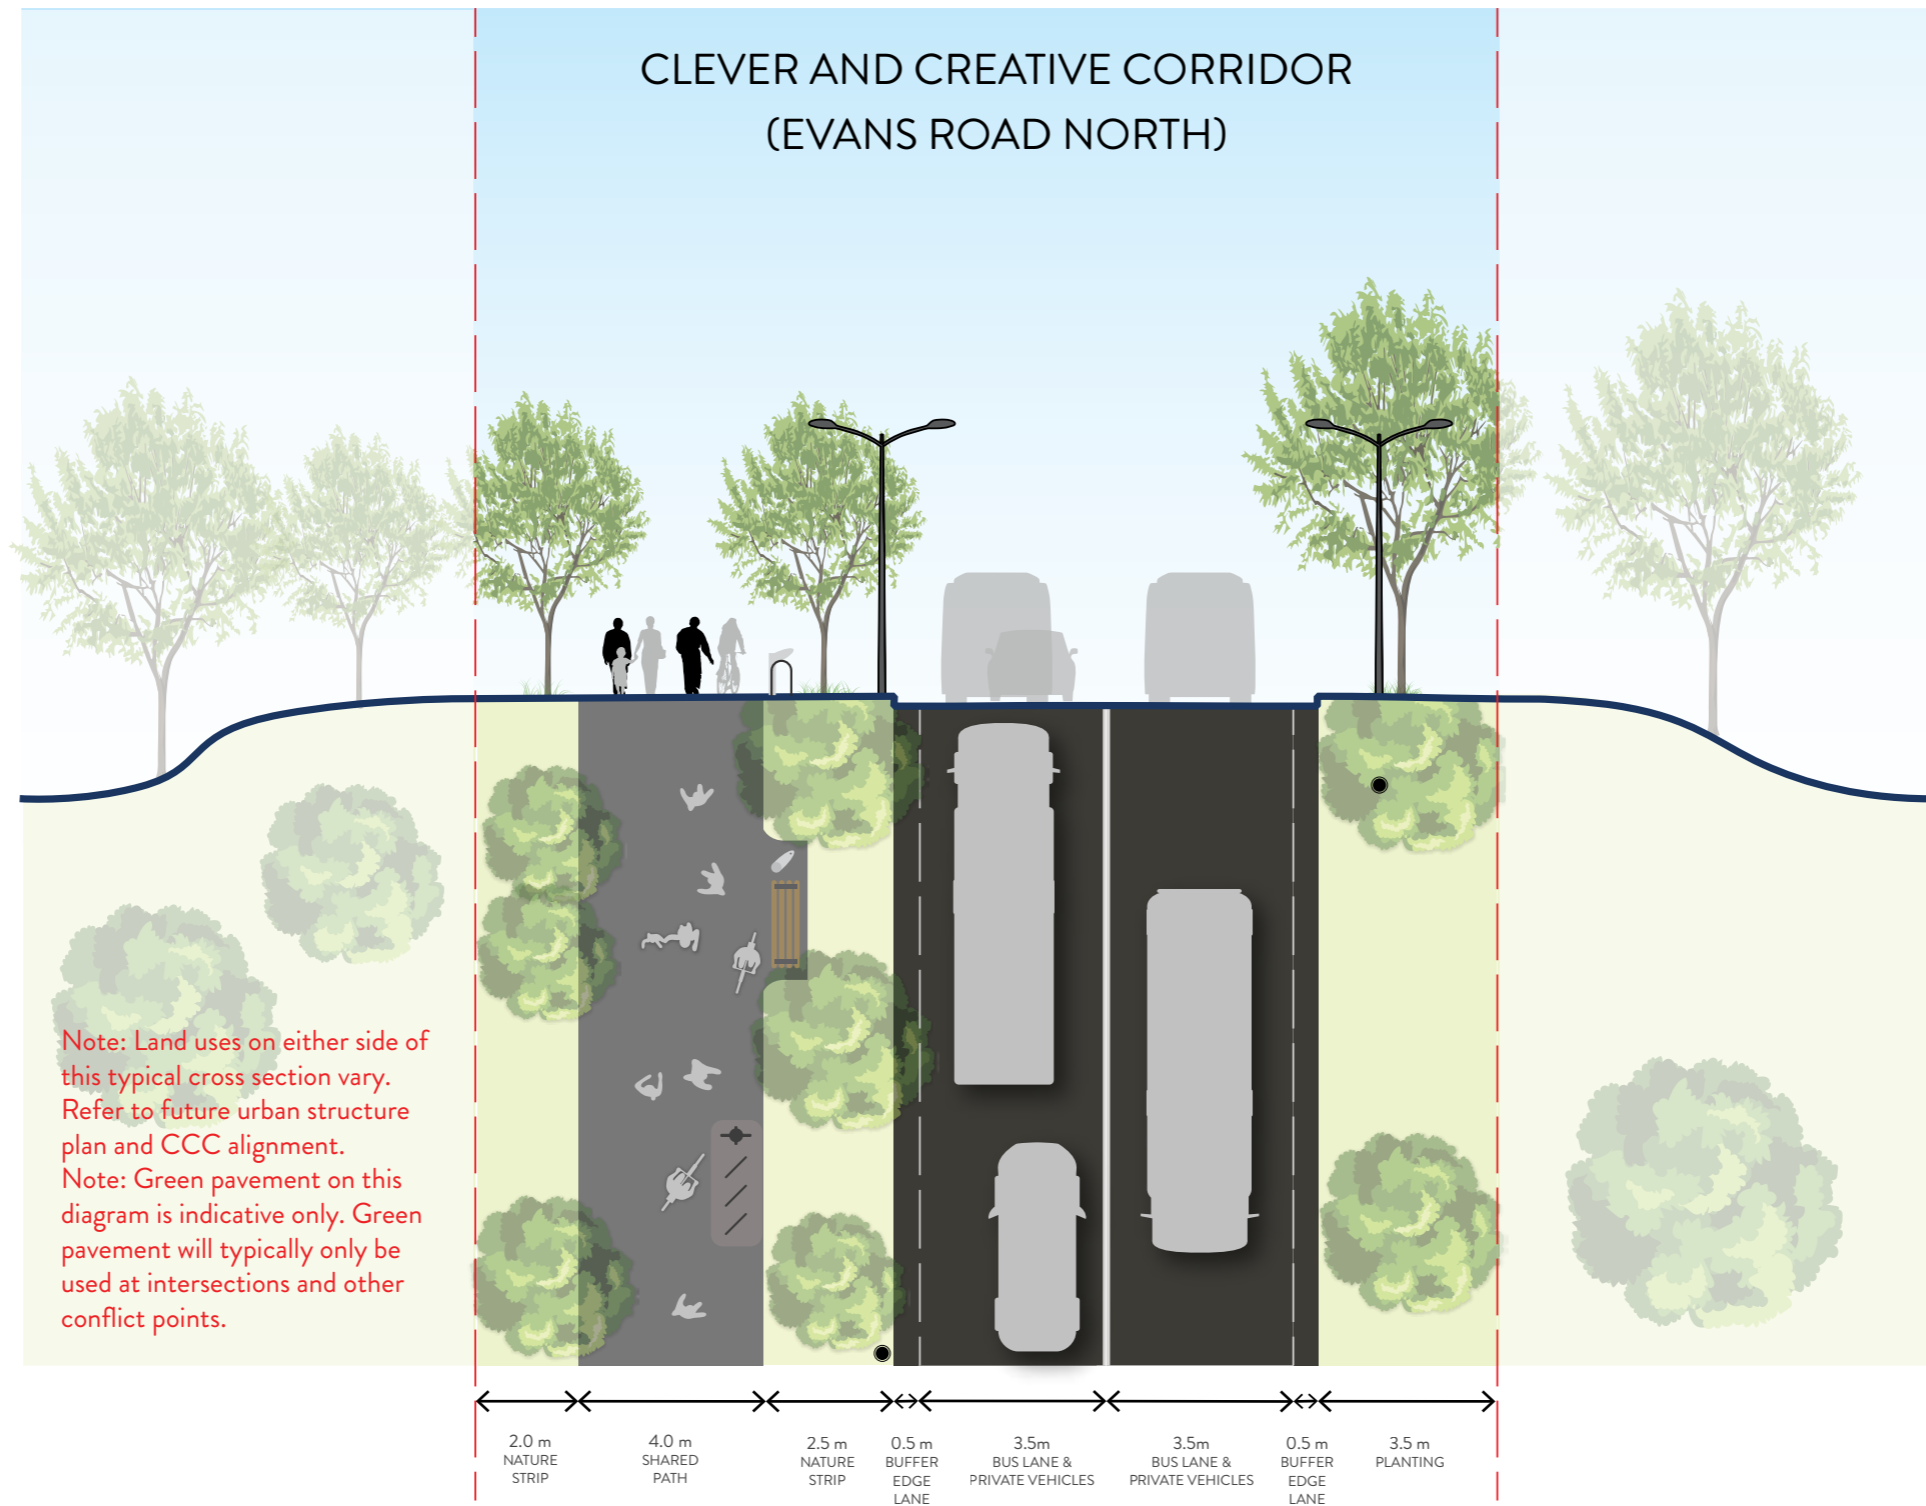 CLEVER AND CREATIVE CORRIDOR
(EVANS ROAD NORTH)
Note: Land uses on either side of
this typical cross section vary.
Refer to future urban structure
plan and CCC alignment.
Note: Green pavement on this
diagram is indicative only. Green
pavement will typically only be
used at intersections and other
conflict points.
2.0 m
NATURE
STRIP
4.0 m
SHARED
PATH
2.5 m
NATURE
STRIP
0.5 m
BUFFER
EDGE
LANE
3.5m
BUS LANE &
PRIVATE VEHICLES
3.5m
BUS LANE &
PRIVATE VEHICLES
0.5 m
BUFFER
EDGE
LANE
3.5 m
PLANTING